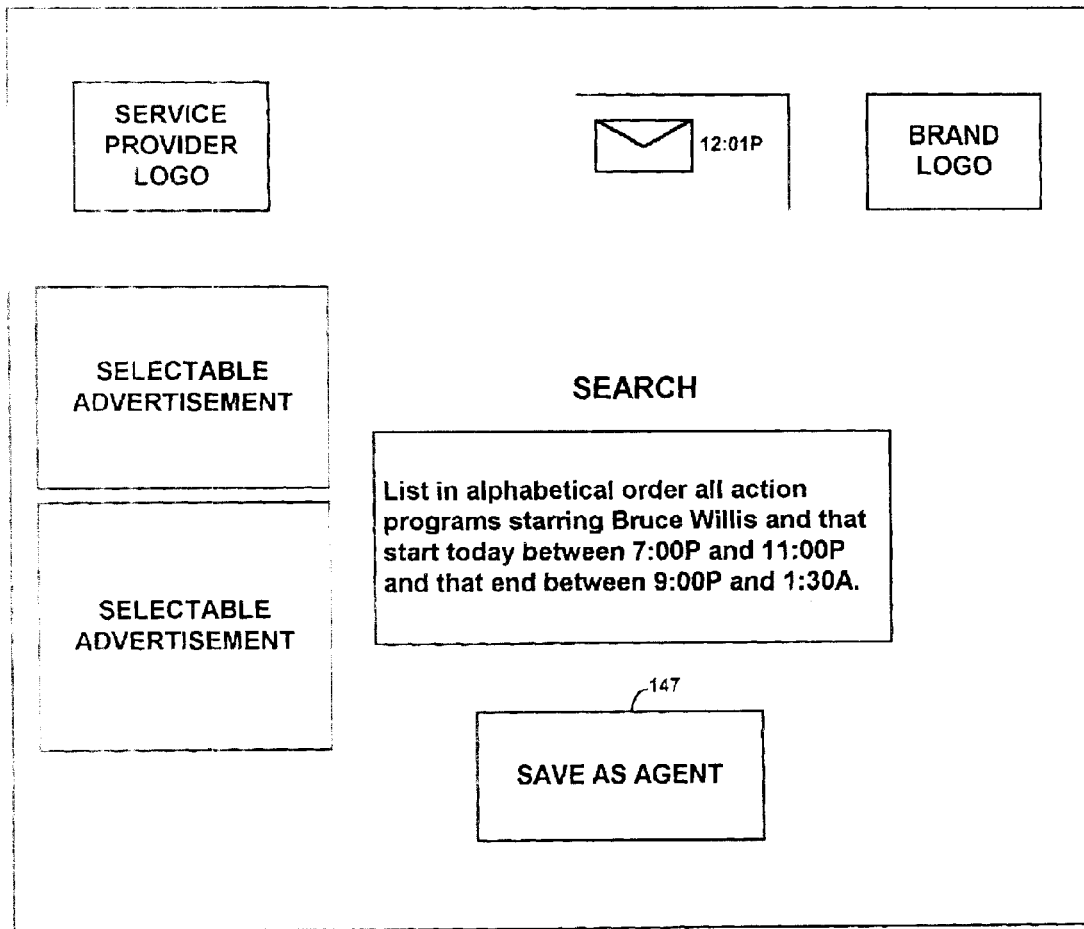 SERVICE
PROVIDER
LOGO
12:01P
BRAND
LOGO
SELECTABLE
ADVERTISEMENT
SELECTABLE
ADVERTISEMENT
SEARCH
List in alphabetical order all action
programs starring Bruce Willis and that
start today between 7:00P and 11:00P
and that end between 9:00P and 1:30A.
147
SAVE AS AGENT